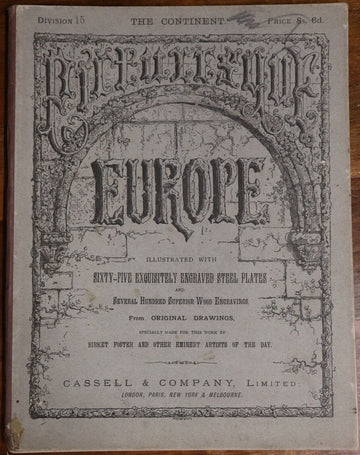 DIVISION 15 THE CONTINENT. PRICE 8s. 6d.
PICTURESQUE
EUROPE
ILLUSTRATED WITH
SIXTY-FIVE EXQUISITELY ENGRAVED STEEL PLATES
AND
SEVERAL HUNDRED SUPERIOR WOOD ENGRAVINGS,
From ORIGINAL DRAWINGS,
SPECIALLY MADE FOR THIS WORK BY
BIRKET FOSTER AND OTHER EMINENT ARTISTS OF THE DAY.
CASSELL & COMPANY, LIMITED
LONDON, PARIS, NEW YORK & MELBOURNE.